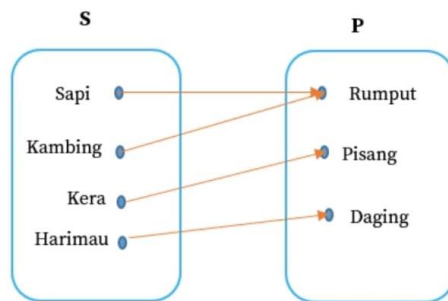 S
P
Sapi
Rumput
Kambing
Pisang
Kera
Daging
Harimau